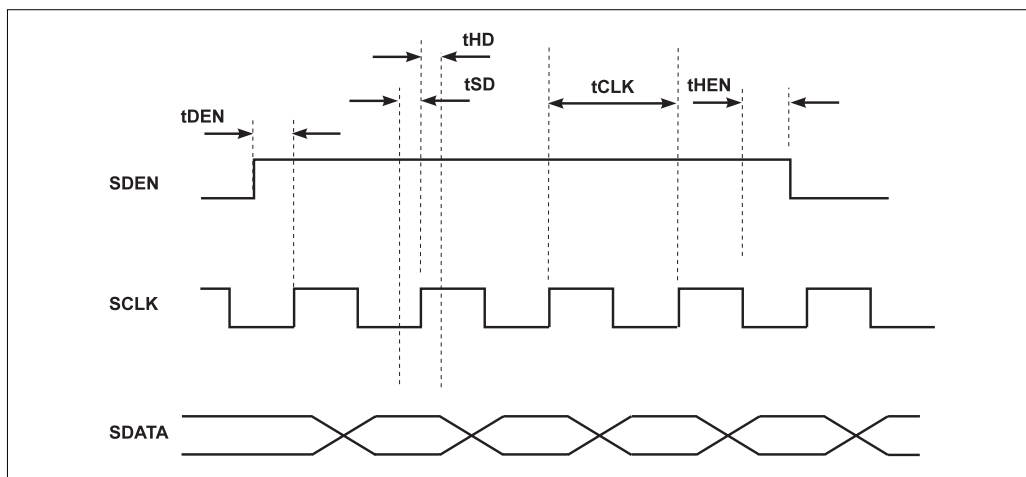 tHD
tSD
tCLK
tHEN
tDEN
SDEN
SCLK
SDATA